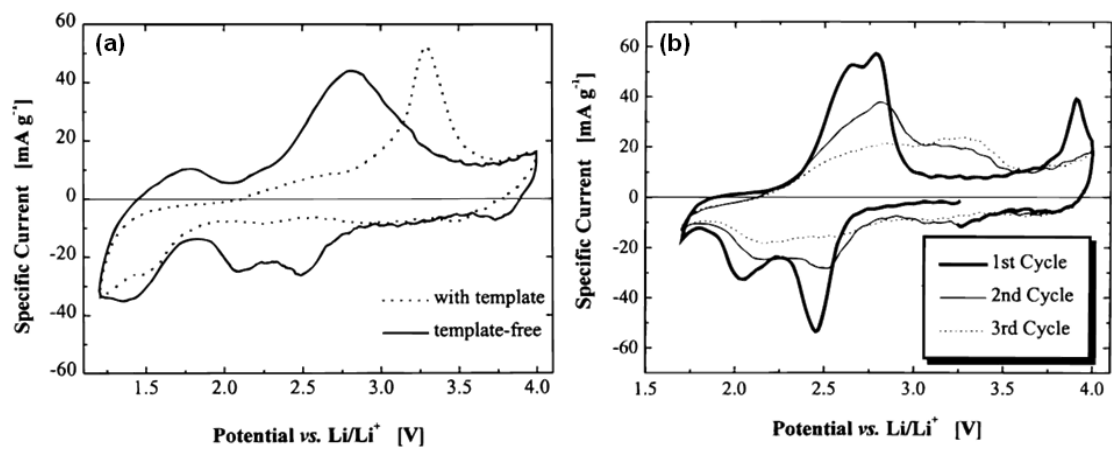 (a)
Specific Current [mA g⁻¹]
60
40
20
0
-20
-40
-60
with template
template-free
1.5
2.0
2.5
3.0
3.5
4.0
Potential vs. Li/Li⁺ [V]
(b)
Specific Current [mA g⁻¹]
60
40
20
0
-20
-40
-60
1st Cycle
2nd Cycle
3rd Cycle
1.5
2.0
2.5
3.0
3.5
4.0
Potential vs. Li/Li⁺ [V]